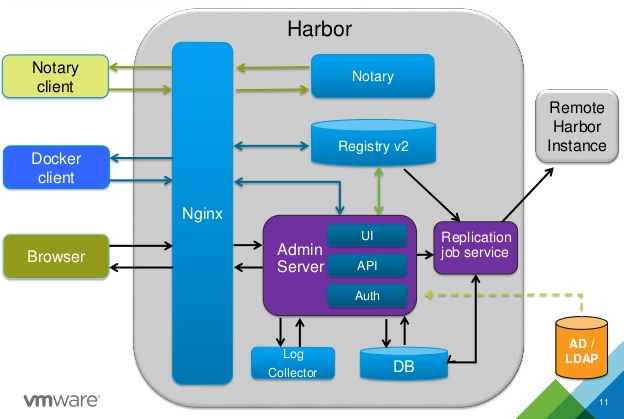 Harbor
Notary
client
Notary
Remote
Harbor
Instance
Docker
client
Registry v2
Nginx
Browser
Admin
Server
UI
API
Auth
Replication
job service
Log
Collector
DB
AD /
LDAP
vmware
11